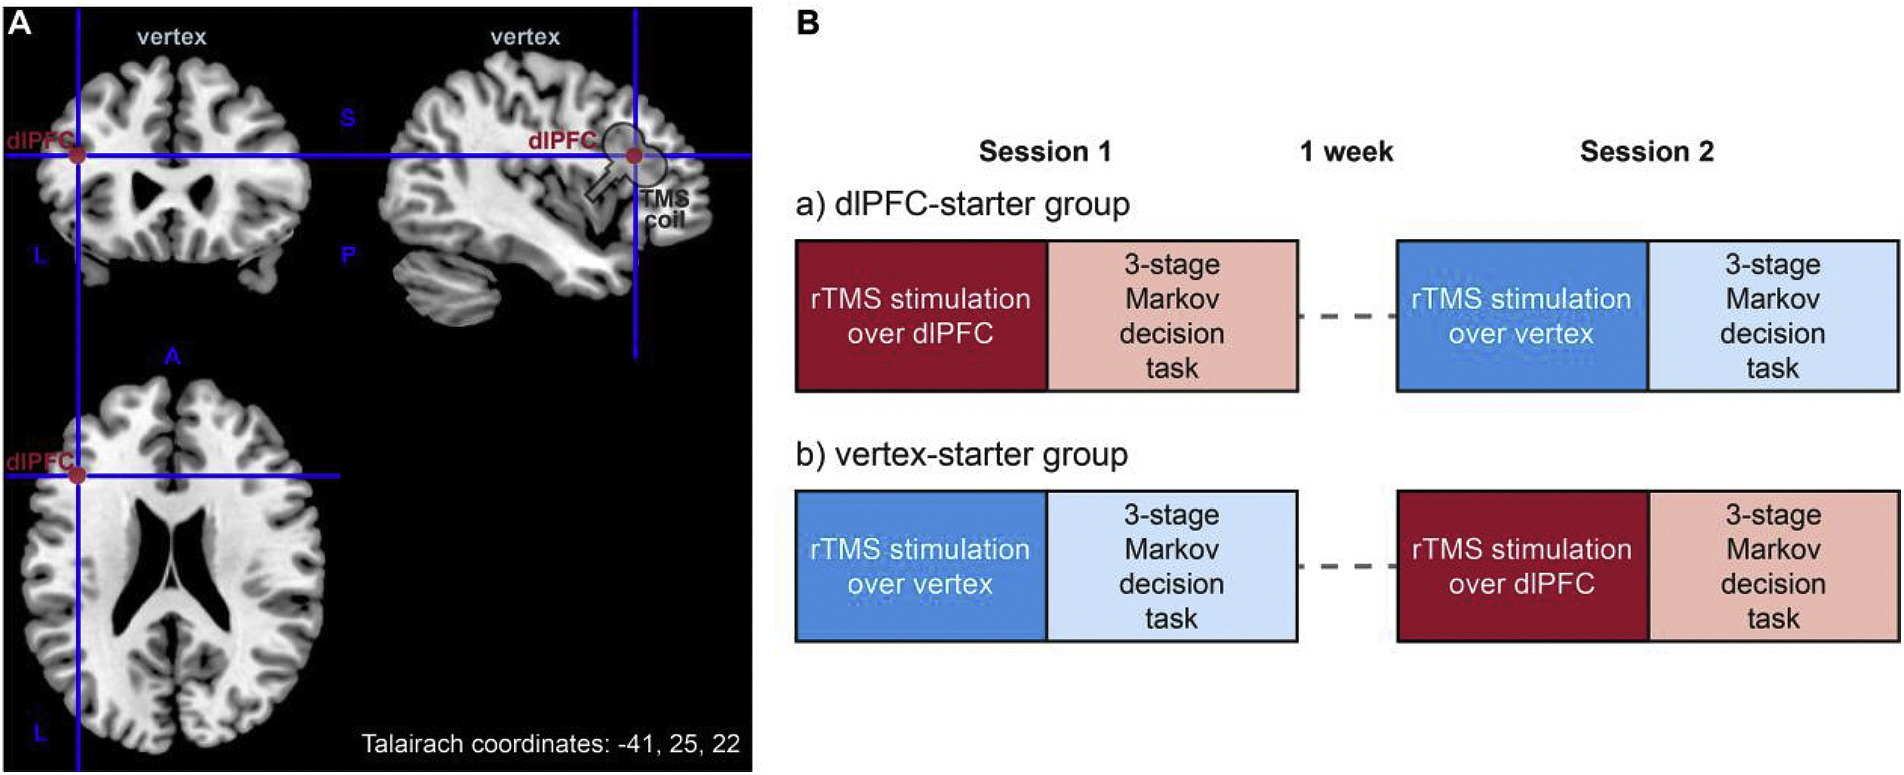 A
vertex
vertex
S
dlPFC
dlPFC
TMS
coil
L
P
A
dlPFC
L
Talairach coordinates: -41, 25, 22
B
Session 1
1 week
Session 2
a) dlPFC-starter group
rTMS stimulation
over dlPFC
3-stage
Markov
decision
task
rTMS stimulation
over vertex
3-stage
Markov
decision
task
b) vertex-starter group
rTMS stimulation
over vertex
3-stage
Markov
decision
task
rTMS stimulation
over dlPFC
3-stage
Markov
decision
task